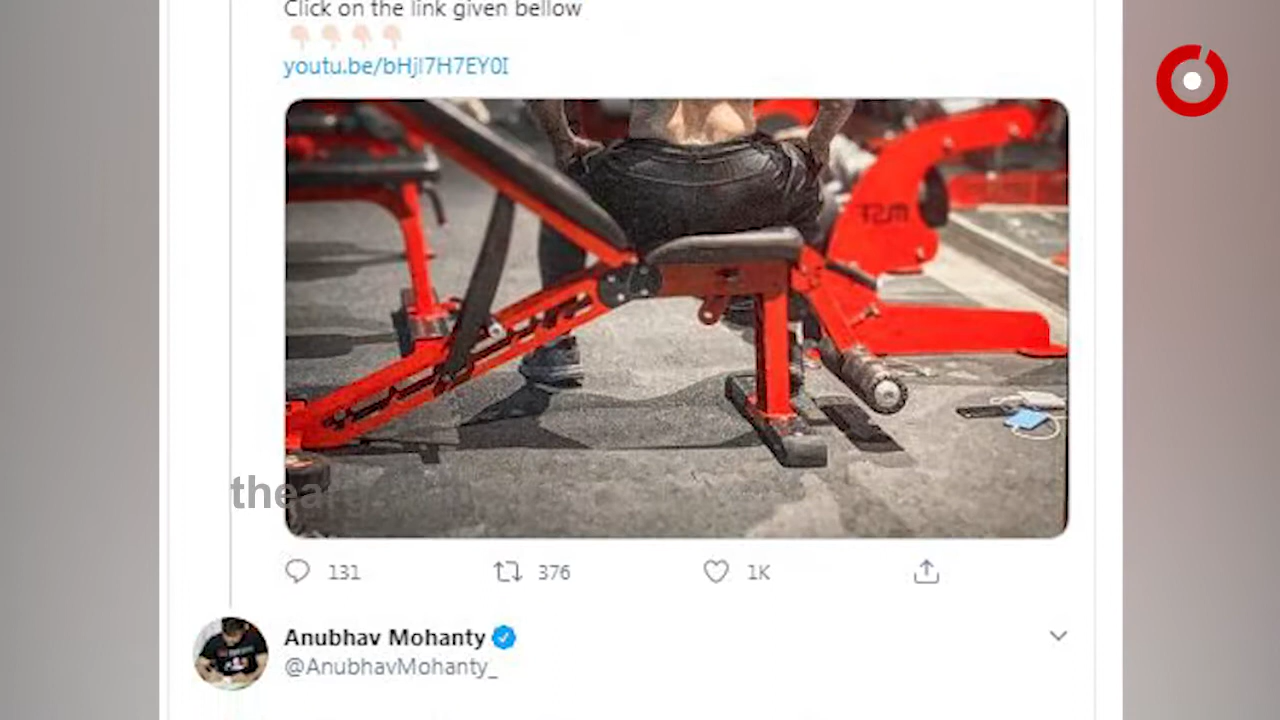 Click on the link given bellow
youtu.be/bHjI7H7EY0I
131
376
1K
Anubhav Mohanty
@AnubhavMohanty_